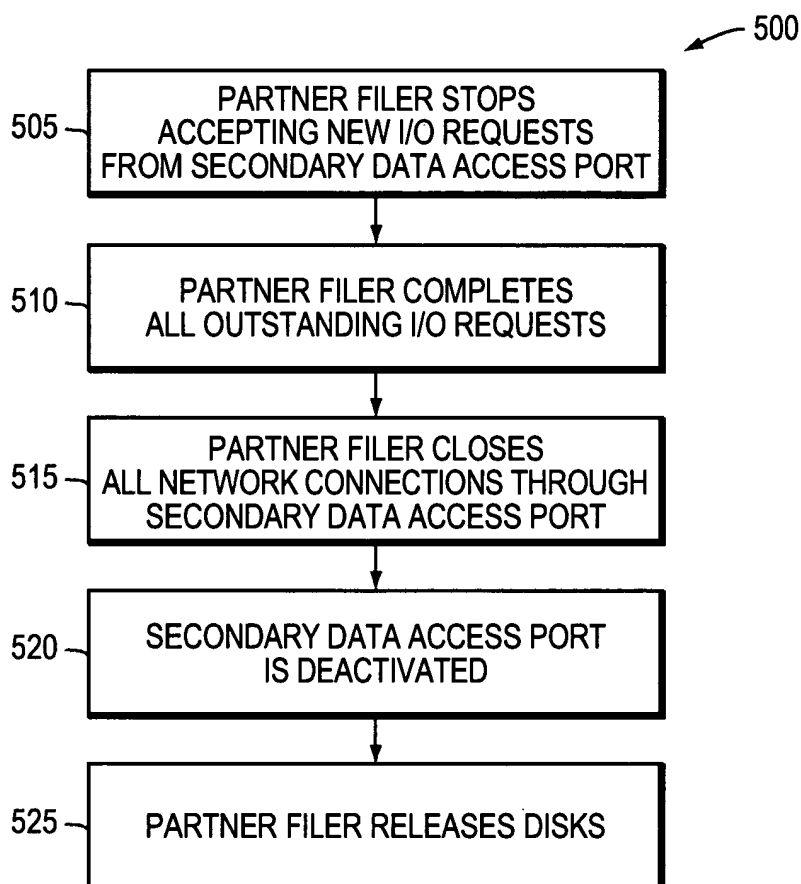 500
505
PARTNER FILER STOPS
ACCEPTING NEW I/O REQUESTS
FROM SECONDARY DATA ACCESS PORT
510
PARTNER FILER COMPLETES
ALL OUTSTANDING I/O REQUESTS
515
PARTNER FILER CLOSES
ALL NETWORK CONNECTIONS THROUGH
SECONDARY DATA ACCESS PORT
520
SECONDARY DATA ACCESS PORT
IS DEACTIVATED
525
PARTNER FILER RELEASES DISKS